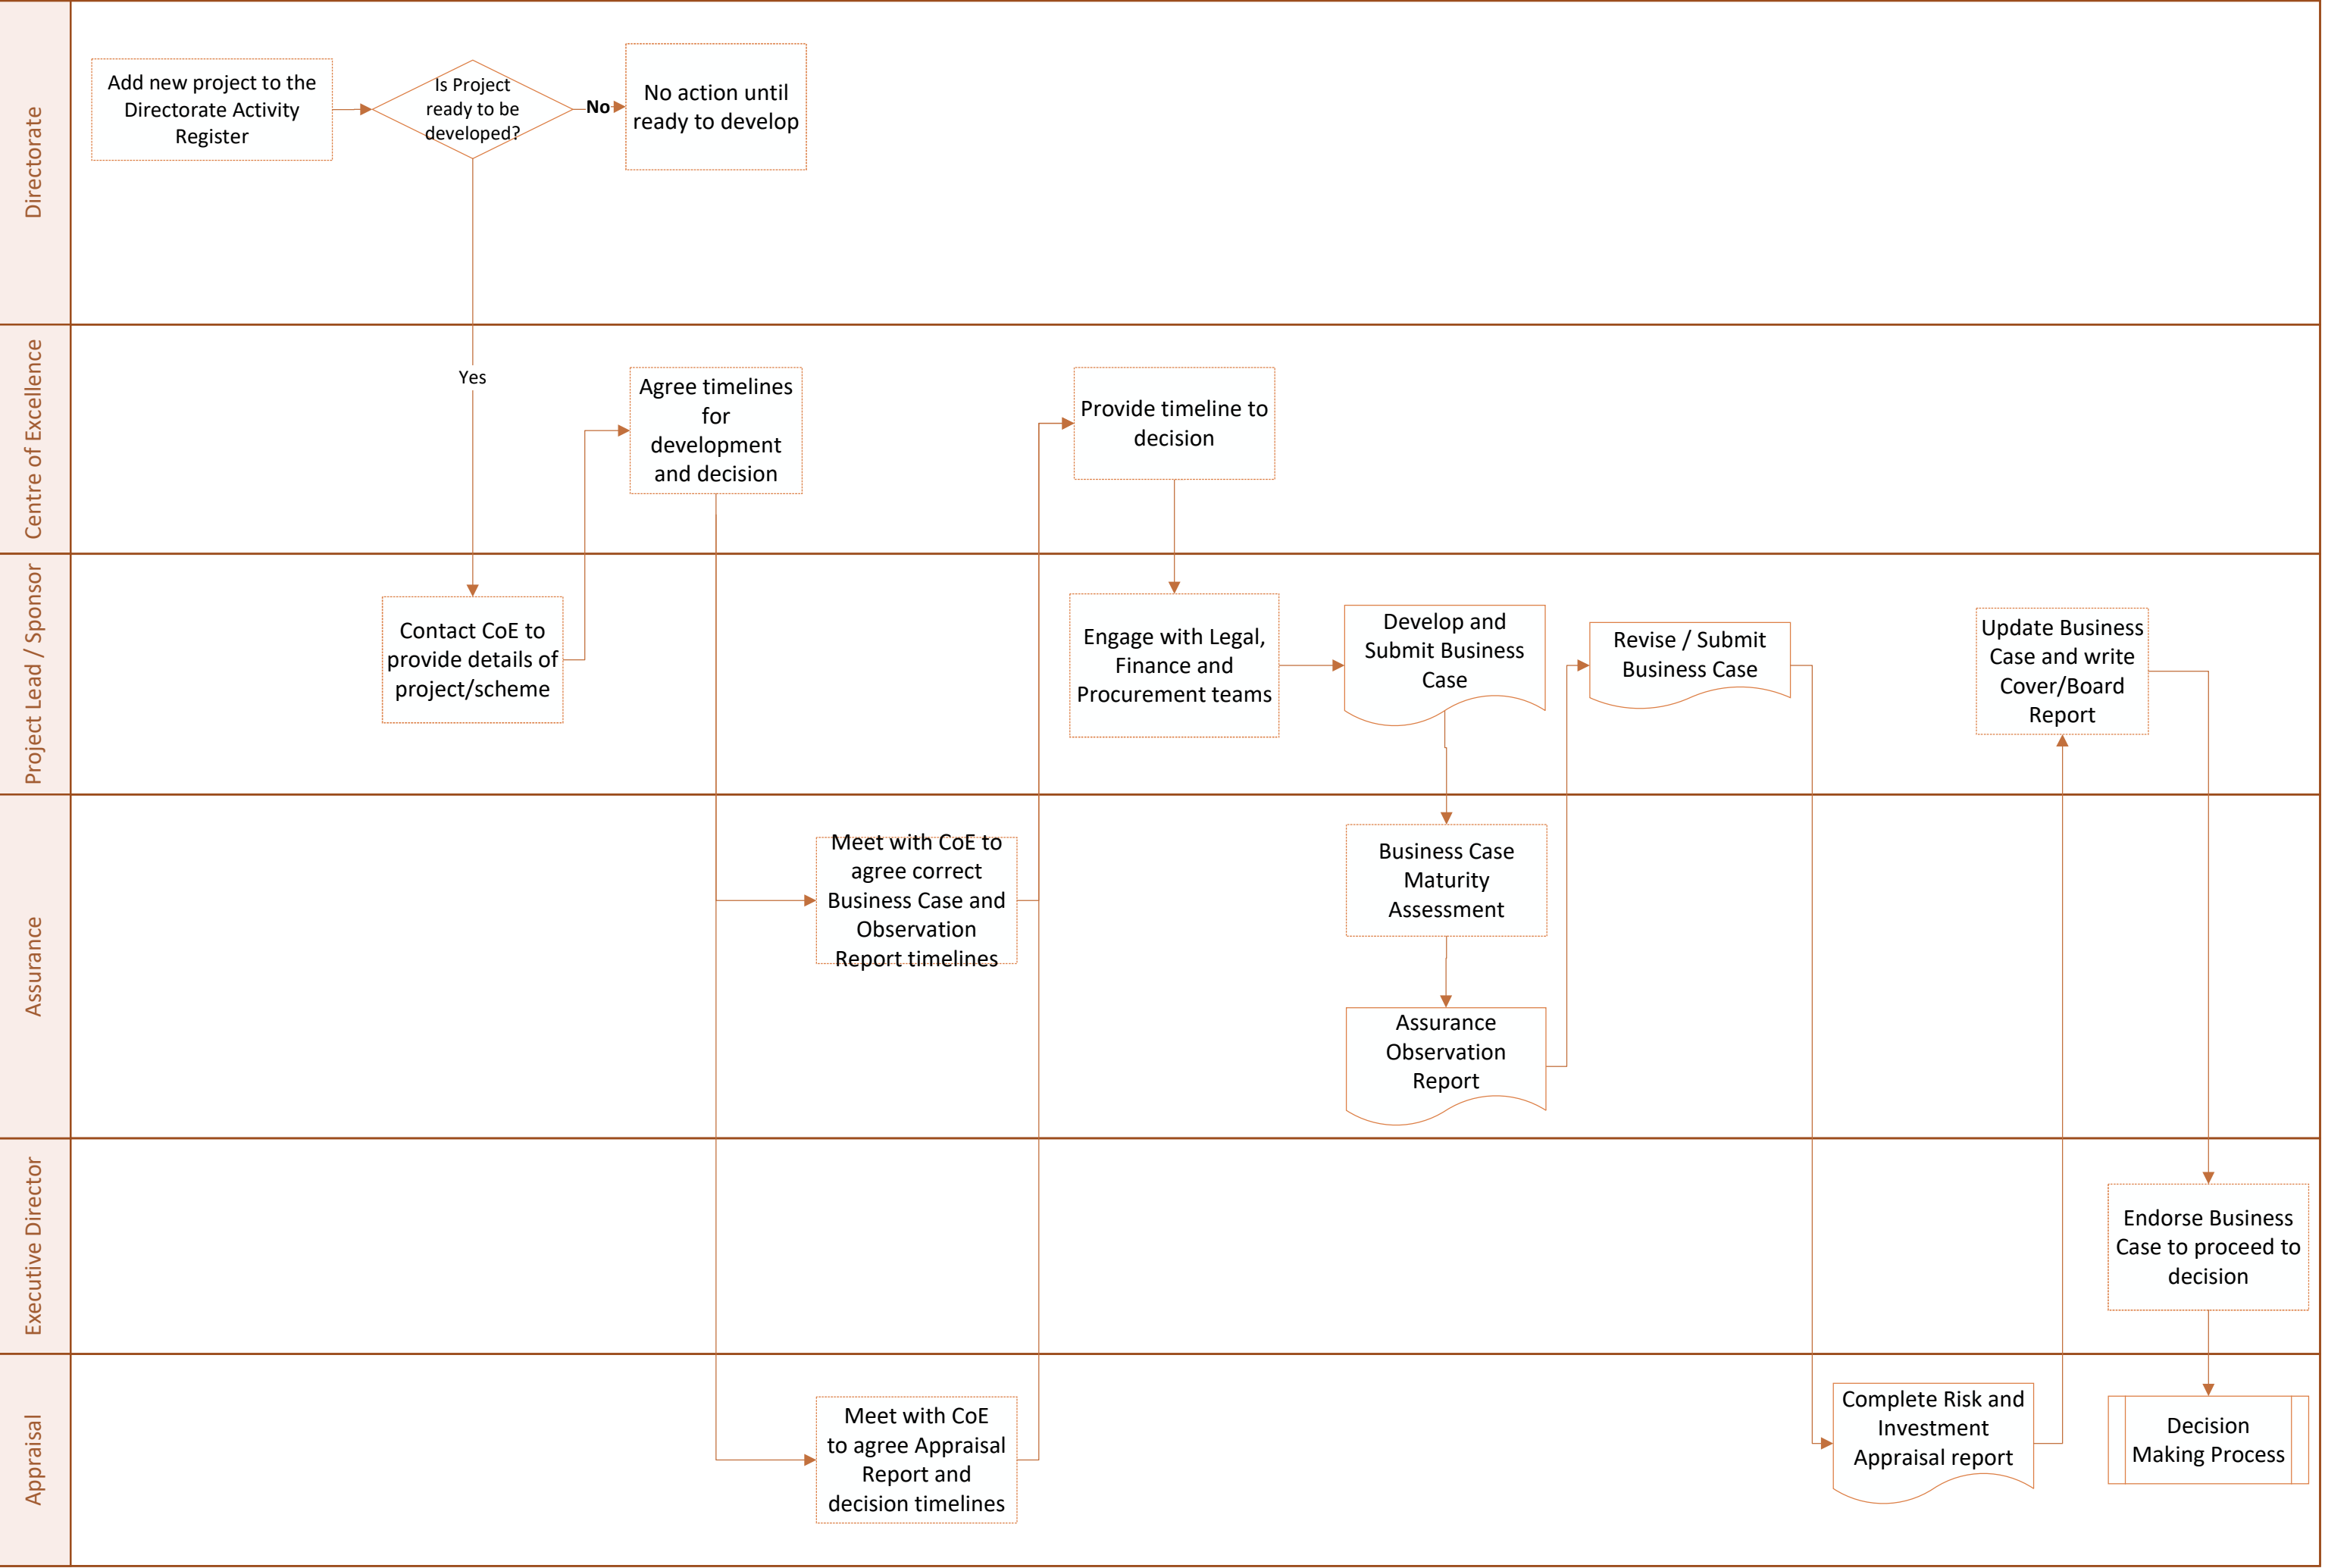 Directorate
Add new project to the
Directorate Activity
Register
Is Project
ready to be
developed?
No
No action until
ready to develop
Centre of Excellence
Yes
Agree timelines
for
development
and decision
Provide timeline to
decision
Project Lead / Sponsor
Contact CoE to
provide details of
project/scheme
Engage with Legal,
Finance and
Procurement teams
Develop and
Submit Business
Case
Revise / Submit
Business Case
Update Business
Case and write
Cover/Board
Report
Assurance
Meet with CoE to
agree correct
Business Case and
Observation
Report timelines
Business Case
Maturity
Assessment
Assurance
Observation
Report
Executive Director
Endorse Business
Case to proceed to
decision
Appraisal
Meet with CoE
to agree Appraisal
Report and
decision timelines
Complete Risk and
Investment
Appraisal report
Decision
Making Process